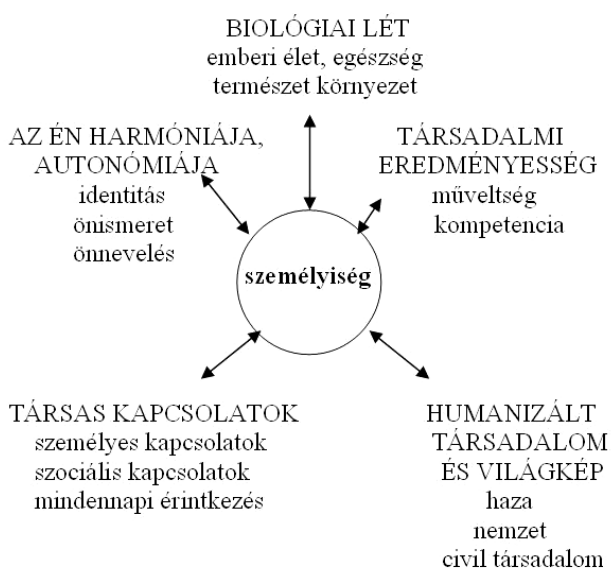 BIOLÓGIAI LÉT
emberi élet, egészség
természet környezet
AZ ÉN HARMÓNIÁJA,
AUTONÓMIÁJA
identitás
önismeret
önnevelés
TÁRSADALMI
EREDMÉNYESSÉG
műveltség
kompetencia
személyiség
TÁRSAS KAPCSOLATOK
személyes kapcsolatok
szociális kapcsolatok
mindennapi érintkezés
HUMANIZÁLT
TÁRSADALOM
ÉS VILÁGKÉP
haza
nemzet
civil társadalom